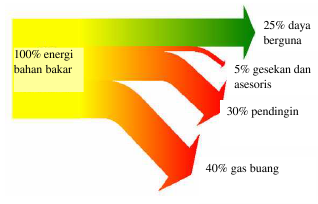 25% daya
berguna
100% energi
bahan bakar
5% gesekan dan
asesoris
30% pendingin
40% gas buang